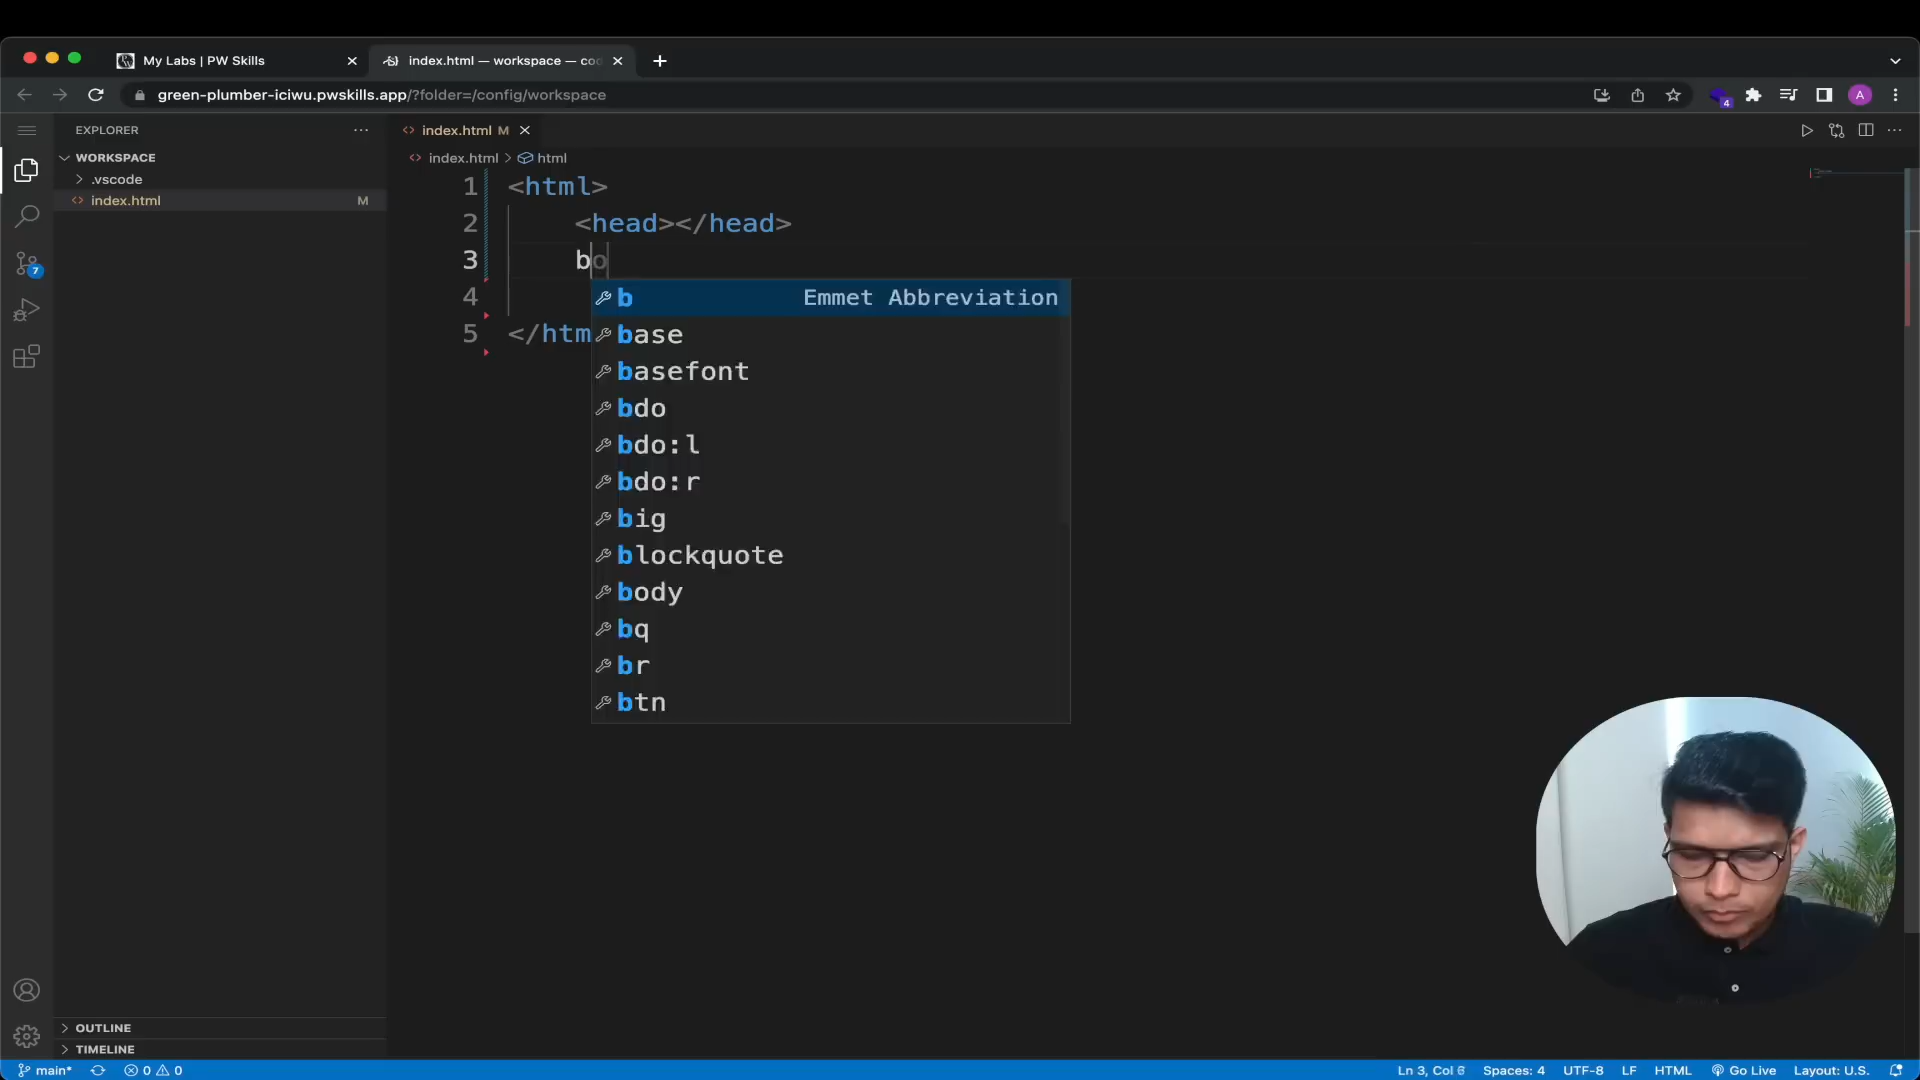 My Labs | PW Skills
index.html — workspace — co
green-plumber-iciwu.pwskills.app/?folder=/config/workspace
4
A
EXPLORER
index.html M
WORKSPACE
index.html > html
.vscode
index.html M
7
1 <html>
2 <head></head>
3 bo
4
5 </htm
b Emmet Abbreviation
base
basefont
bdo
bdo:l
bdo:r
big
blockquote
body
bq
br
btn
OUTLINE
TIMELINE
main* 0 0 Ln 3, Col 6 Spaces: 4 UTF-8 LF HTML Go Live Layout: U.S.